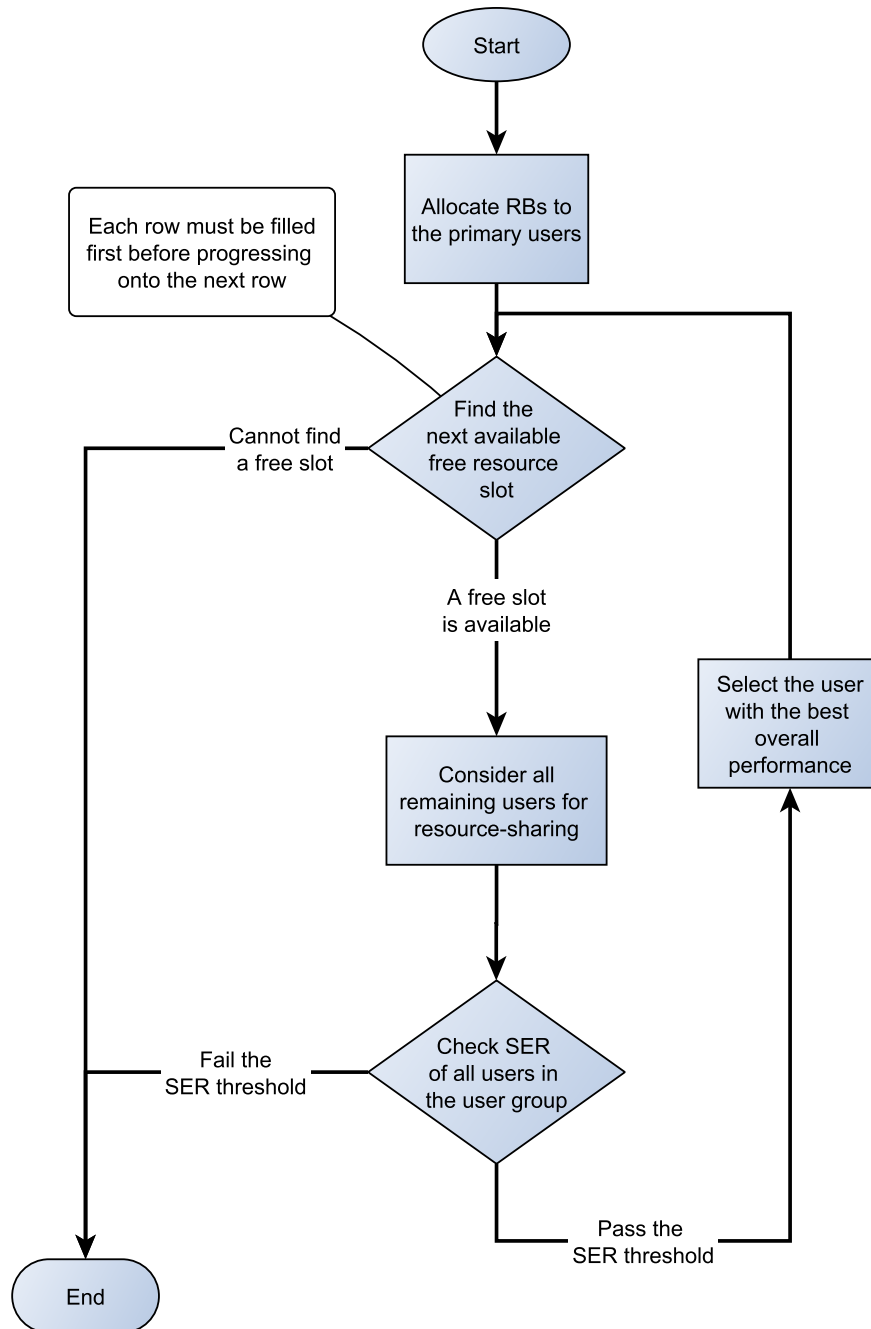 Start
Allocate RBs to
the primary users
Each row must be filled
first before progressing
onto the next row
Find the
next available
free resource
slot
Cannot find
a free slot
A free slot
is available
Select the user
with the best
overall
performance
Consider all
remaining users for
resource-sharing
Check SER
of all users in
the user group
Fail the
SER threshold
Pass the
SER threshold
End